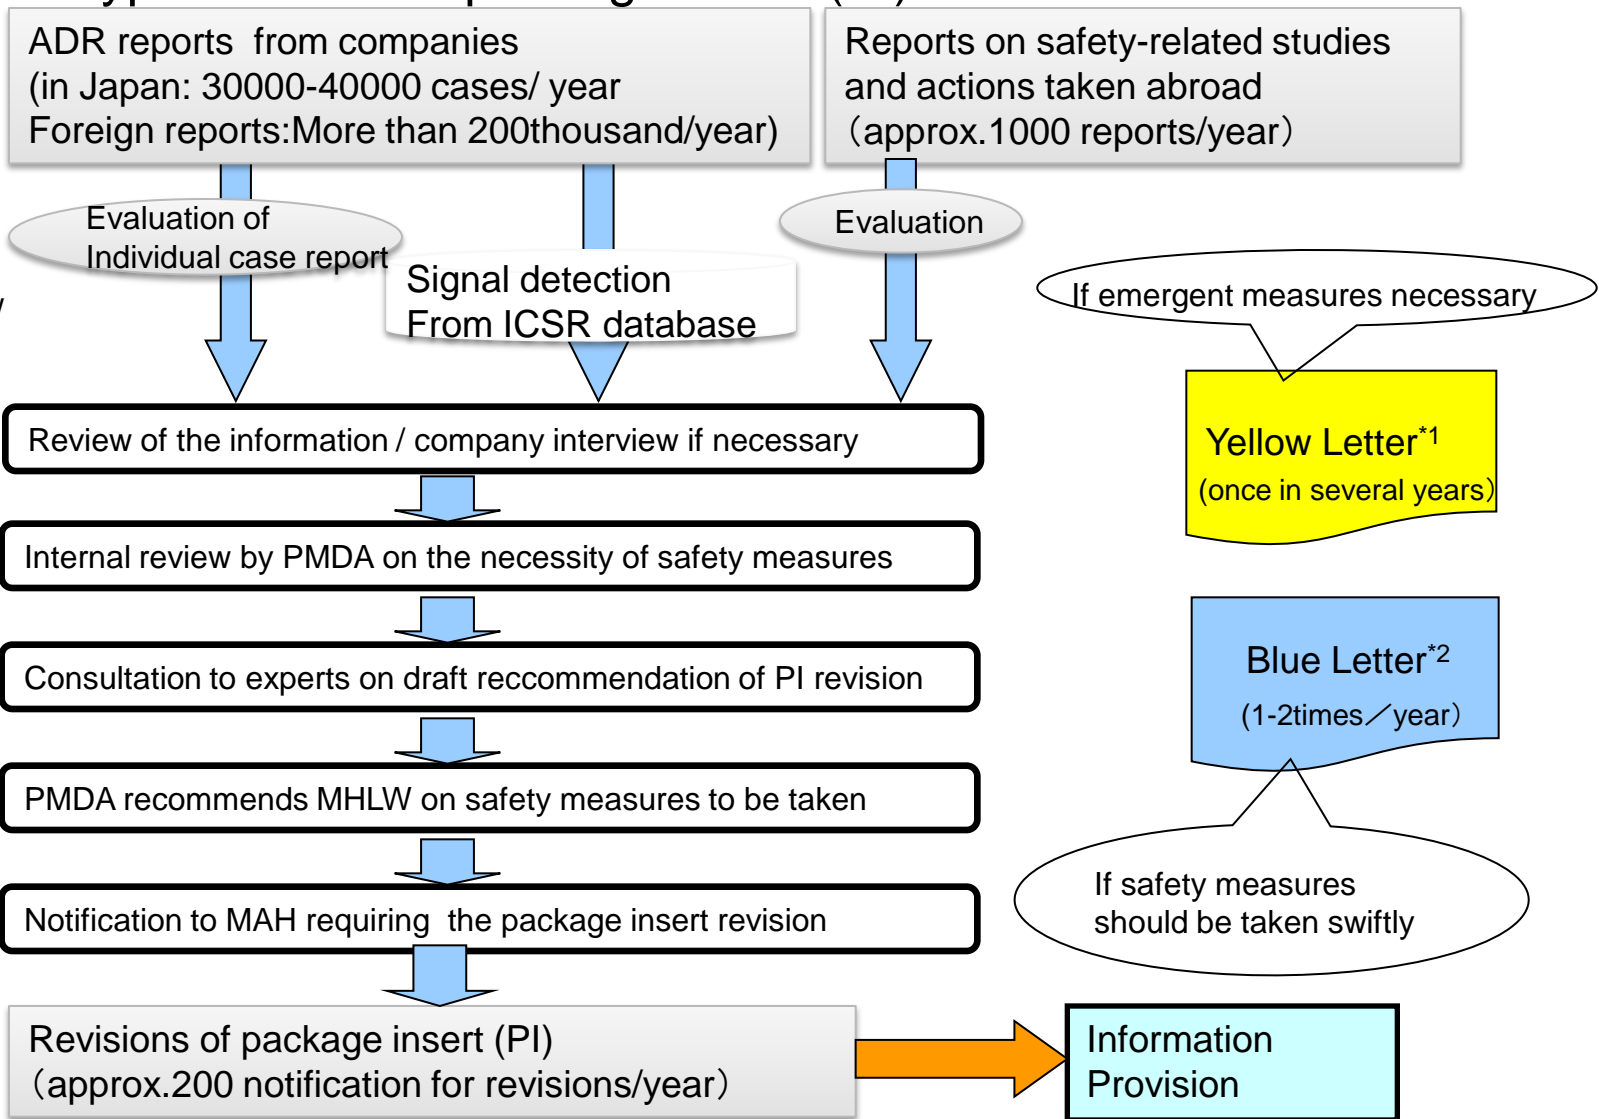 ADR reports from companies
(in Japan: 30000-40000 cases/ year
Foreign reports:More than 200thousand/year)
Reports on safety-related studies
and actions taken abroad
（approx.1000 reports/year）
Evaluation of
Individual case report
Signal detection
From ICSR database
Evaluation
If emergent measures necessary
Review of the information / company interview if necessary
Yellow Letter*1
(once in several years）
Internal review by PMDA on the necessity of safety measures
Consultation to experts on draft reccommendation of PI revision
Blue Letter*2
(1-2times／year）
PMDA recommends MHLW on safety measures to be taken
If safety measures
should be taken swiftly
Notification to MAH requiring the package insert revision
Revisions of package insert (PI)
（approx.200 notification for revisions/year）
Information
Provision